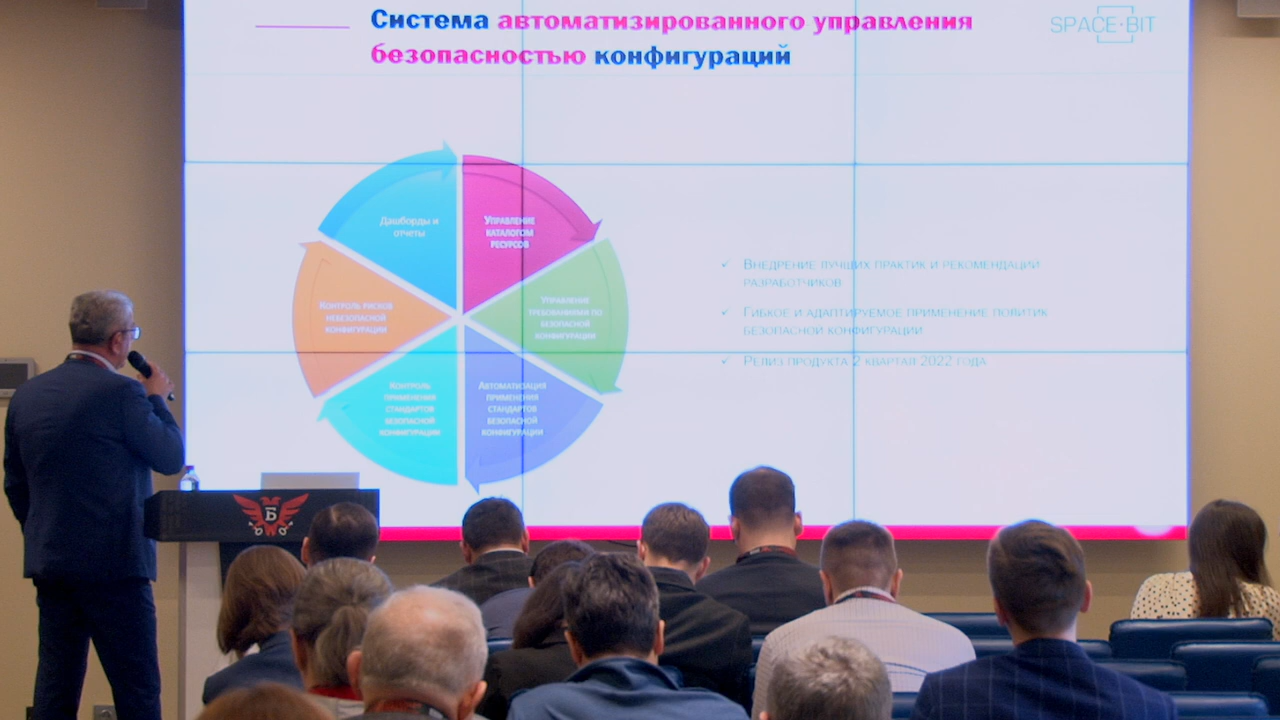 Система автоматизированного управления
безопасностью конфигураций
SPACE·BIT
Дашборды и
отчеты
Управление
каталогом
ресурсов
Контроль рисков
небезопасной
конфигурации
Управление
требованиями по
безопасной
конфигурации
Контроль
применения
стандартов
безопасной
конфигурации
Автоматизация
применения
стандартов
безопасной
конфигурации
✓ Внедрение лучших практик и рекомендаций
разработчиков
✓ Гибкое и адаптируемое применение политик
безопасной конфигурации
✓ Релиз продукта 2 квартал 2022 года
Б